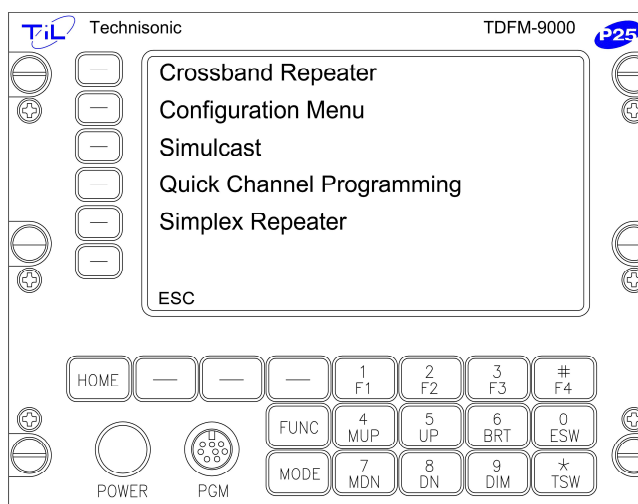 TiL Technisonic TDFM-9000 P25
Crossband Repeater
Configuration Menu
Simulcast
Quick Channel Programming
Simplex Repeater
ESC
HOME 1 2 3 #
F1 F2 F3 F4
FUNC 4 5 6 0
MUP UP BRT ESW
MODE 7 8 9 *
MDN DN DIM TSW
POWER PGM